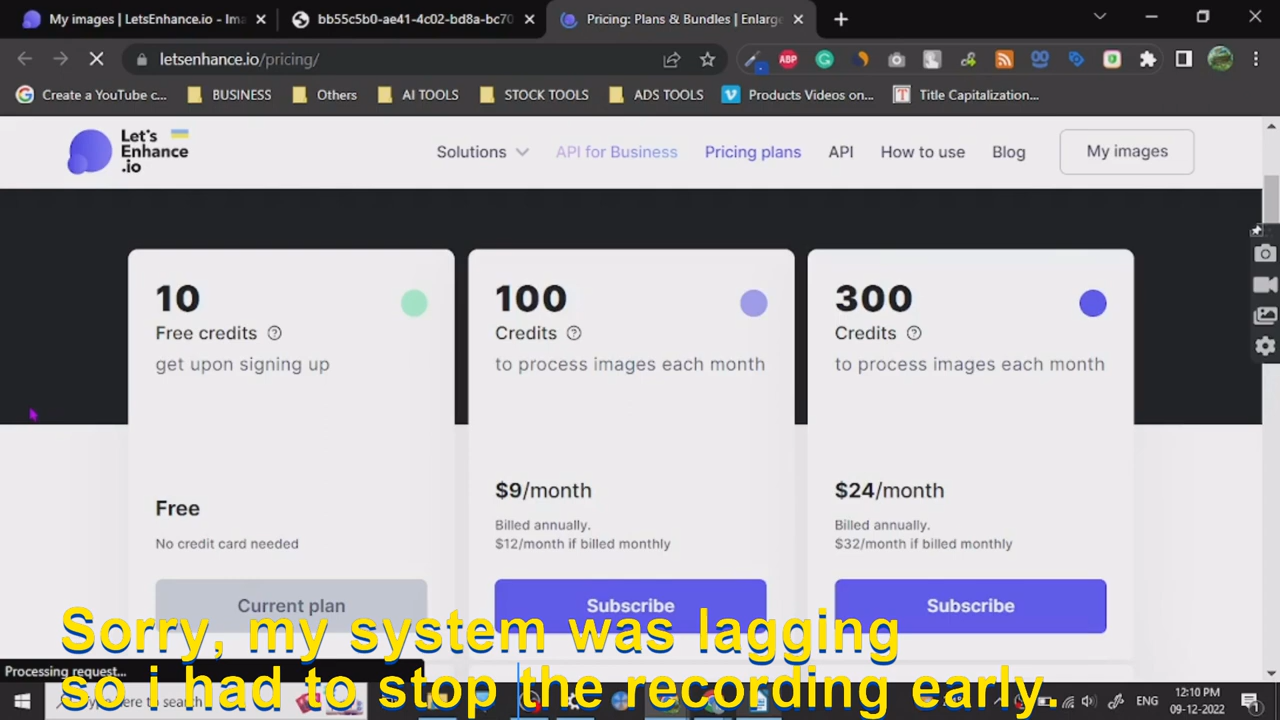 My images | LetsEnhance.io - Ima
bb55c5b0-ae41-4c02-bd8a-bc70
Pricing: Plans & Bundles | Enlarge
letsenhance.io/pricing/
ABP
Create a YouTube c...
BUSINESS
Others
AI TOOLS
STOCK TOOLS
ADS TOOLS
Products Videos on...
Title Capitalization...
Let's
Enhance
.io
Solutions
API for Business
Pricing plans
API
How to use
Blog
My images
10
Free credits
get upon signing up
Free
No credit card needed
Current plan
100
Credits
to process images each month
$9/month
Billed annually.
$12/month if billed monthly
Subscribe
300
Credits
to process images each month
$24/month
Billed annually.
$32/month if billed monthly
Subscribe
Sorry, my system was lagging
so i had to stop the recording early.
Processing request...
ENG
12:10 PM
09-12-2022